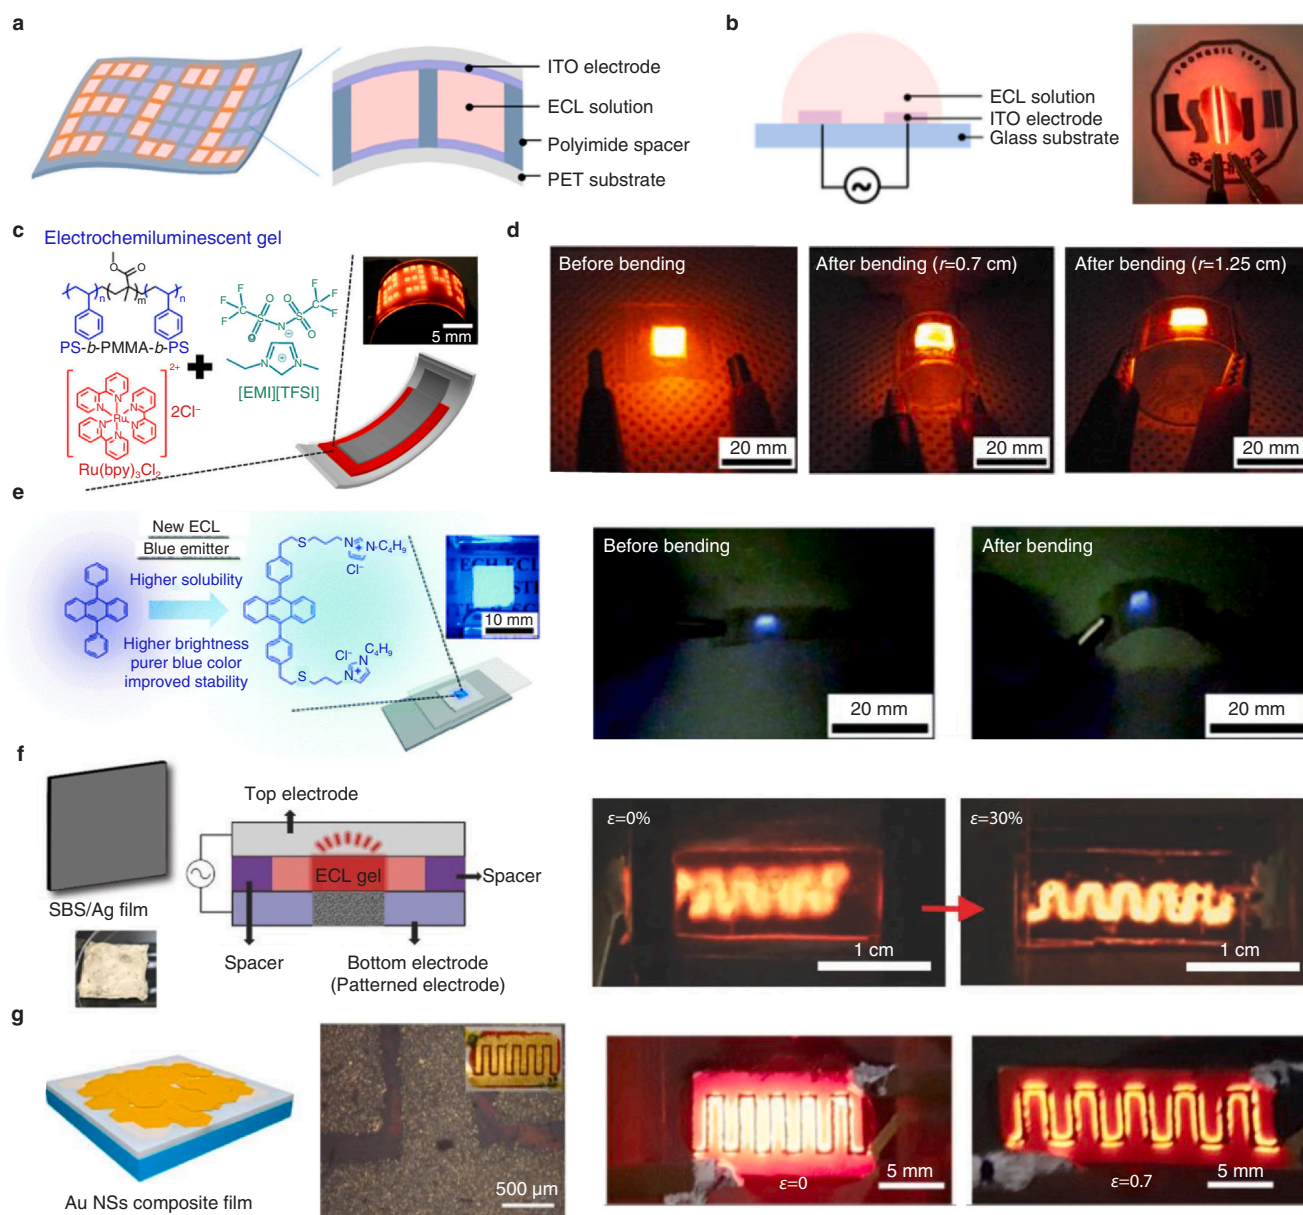 a
ITO electrode
ECL solution
Polyimide spacer
PET substrate
b
ECL solution
ITO electrode
Glass substrate
SOONGSIL 1897
c
Electrochemiluminescent gel
O
O
n
m
n
PS-b-PMMA-b-PS
F
F
F
C
S
O
O
N
⊖
O
O
S
C
F
F
F
N
⊕
N
[EMI][TFSI]
2+
N
N
N
Ru
N
N
N
2Cl⁻
Ru(bpy)₃Cl₂
5 mm
d
Before bending
20 mm
After bending (r=0.7 cm)
20 mm
After bending (r=1.25 cm)
20 mm
e
New ECL
Blue emitter
Higher solubility
Higher brightness
purer blue color
improved stability
S
N
N-C₄H₉
Cl⁻
Cl⁻
C₄H₉
N
S
N
10 mm
Before bending
20 mm
After bending
20 mm
f
SBS/Ag film
Top electrode
ECL gel
Spacer
Spacer
Bottom electrode
(Patterned electrode)
ε=0%
1 cm
ε=30%
1 cm
g
Au NSs composite film
500 µm
5 mm
ε=0
ε=0.7
5 mm